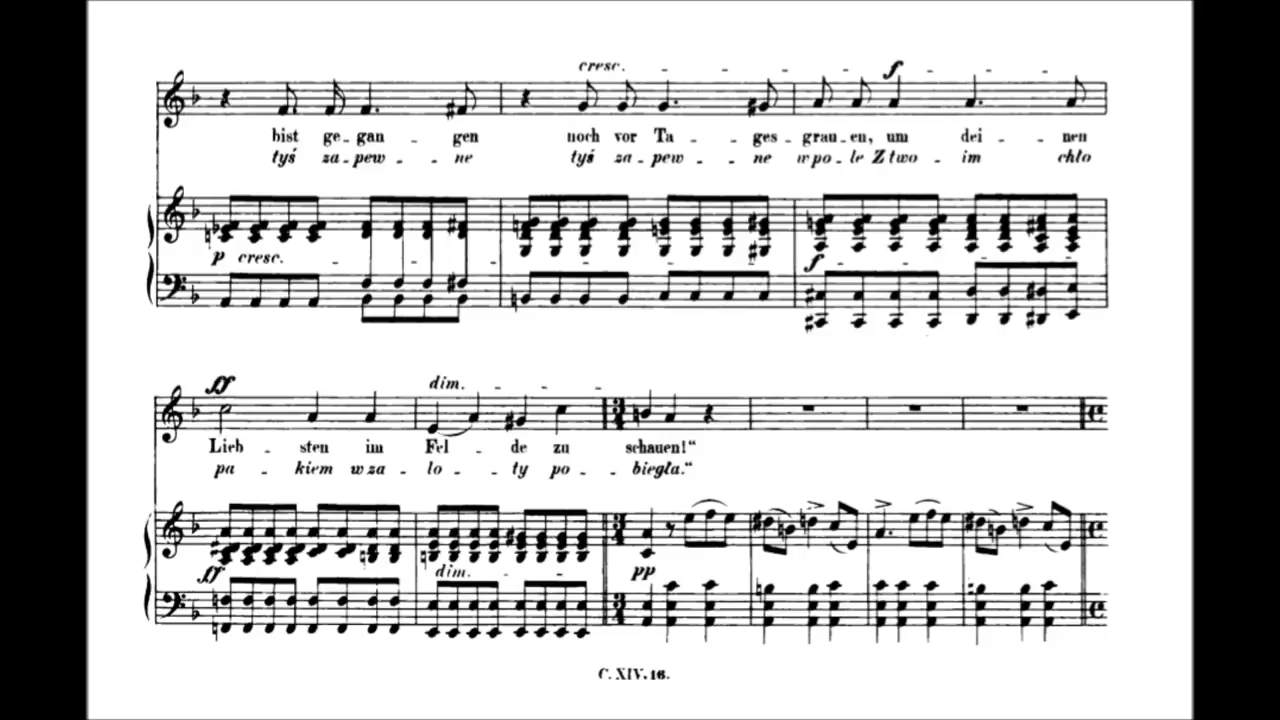 cresc. - - - f - -
bist ge - gan - gen noch vor Ta - ges - grau - en, um dei - nen
tyś za - pew - ne tyś za - pew - ne w po - le Z two - im chło
p cresc. - - - - - - f
ff dim. - - -
Lieb - sten im Fel - de zu schauen!“
pa - kiem w za - lo - ty po - biegła.“
ff dim. - - - pp
C. XIV. 16.